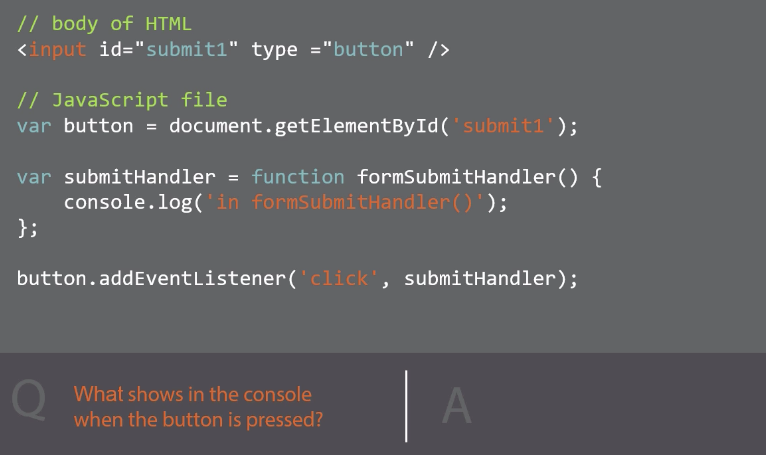 // body of HTML
<input id="submit1" type ="button" />
// JavaScript file
var button = document.getElementById('submit1');
var submitHandler = function formSubmitHandler() {
    console.log('in formSubmitHandler()');
};
button.addEventListener('click', submitHandler);
Q
What shows in the console
when the button is pressed?
A